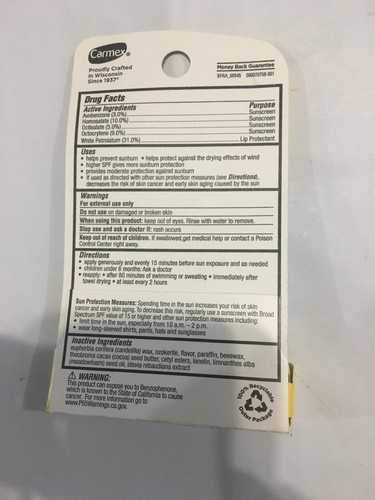 Carmex®
Proudly Crafted
in Wisconsin
Since 1937*
Money Back Guarantee
Drug Facts
Active Ingredients Purpose
Avobenzone (3.0%) Sunscreen
Homosalate (10.0%) Sunscreen
Octisalate (5.0%) Sunscreen
Octocrylene (9.0%) Sunscreen
White Petrolatum (31.0%) Lip Protectant
Uses
• helps prevent sunburn • helps protect against the drying effects of wind
• higher SPF gives more sunburn protection
• provides moderate protection against sunburn
• if used as directed with other sun protection measures (see Directions),
decreases the risk of skin cancer and early skin aging caused by the sun
Warnings
For external use only
Do not use on damaged or broken skin
When using this product: keep out of eyes. Rinse with water to remove.
Stop use and ask a doctor if: rash occurs
Keep out of reach of children. If swallowed,get medical help or contact a Poison
Control Center right away.
Directions
• apply generously and evenly 15 minutes before sun exposure and as needed
• children under 6 months: Ask a doctor
• reapply: • after 80 minutes of swimming or sweating • immediately after
towel drying • at least every 2 hours
Sun Protection Measures: Spending time in the sun increases your risk of skin
cancer and early skin aging. To decrease this risk, regularly use a sunscreen with Broad
Spectrum SPF value of 15 or higher and other sun protection measures including:
• limit time in the sun, especially from 10 a.m. – 2 p.m.
• wear long-sleeved shirts, pants, hats and sunglasses
Inactive Ingredients
euphorbia cerifera (candelilla) wax, ozokerite, flavor, paraffin, beeswax,
theobroma cacao (cocoa) seed butter, cetyl esters, lanolin, limnanthes alba
(meadowfoam) seed oil, stevia rebaudiana extract
⚠ WARNING:
This product can expose you to Benzophenone,
which is known to the State of California to cause
cancer. For more information go to
www.P65Warnings.ca.gov.
100% Recyclable
Outer Package